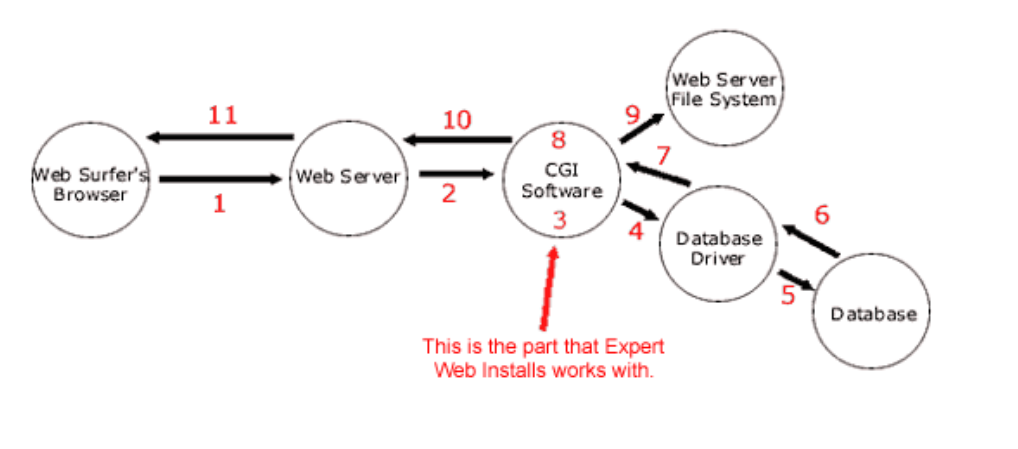 Web Server
File System
11
10
9
8
7
Web Surfer's
Browser
Web Server
CGI
Software
1
2
3
4
6
Database
Driver
5
Database
This is the part that Expert
Web Installs works with.